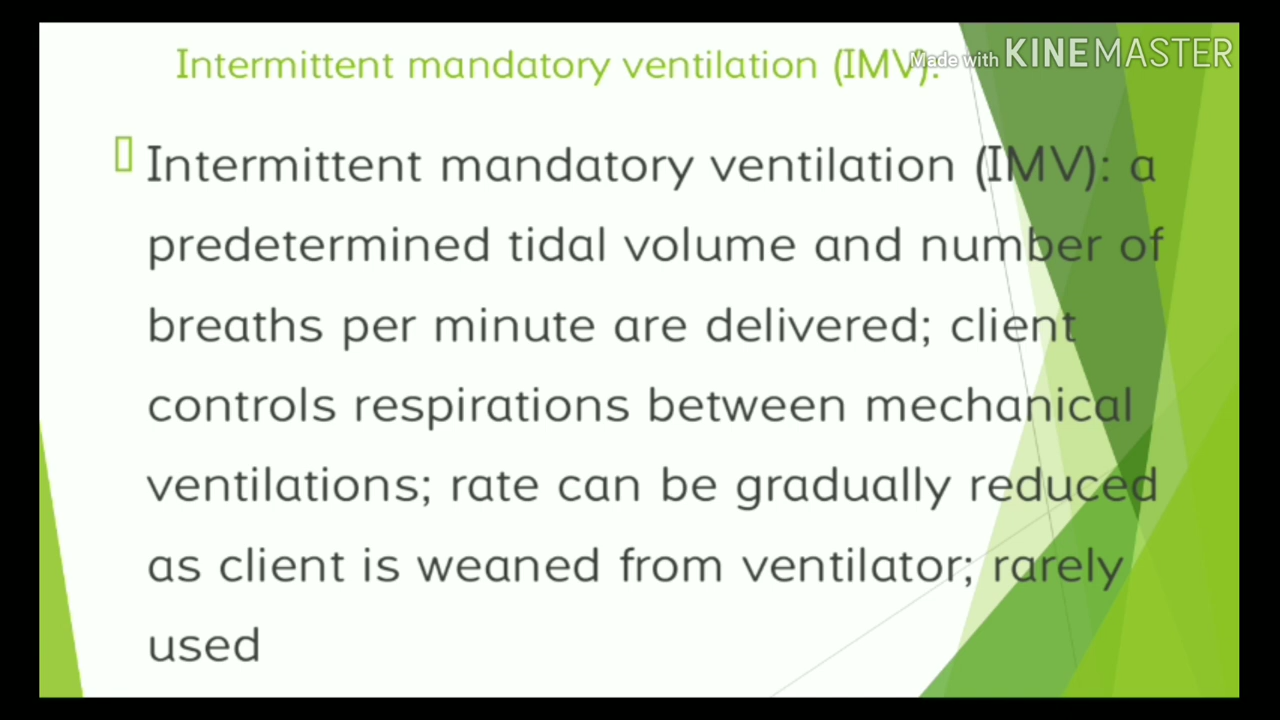 Intermittent mandatory ventilation (IMV):
Made with KINEMASTER
Intermittent mandatory ventilation (IMV): a
predetermined tidal volume and number of
breaths per minute are delivered; client
controls respirations between mechanical
ventilations; rate can be gradually reduced
as client is weaned from ventilator; rarely
used